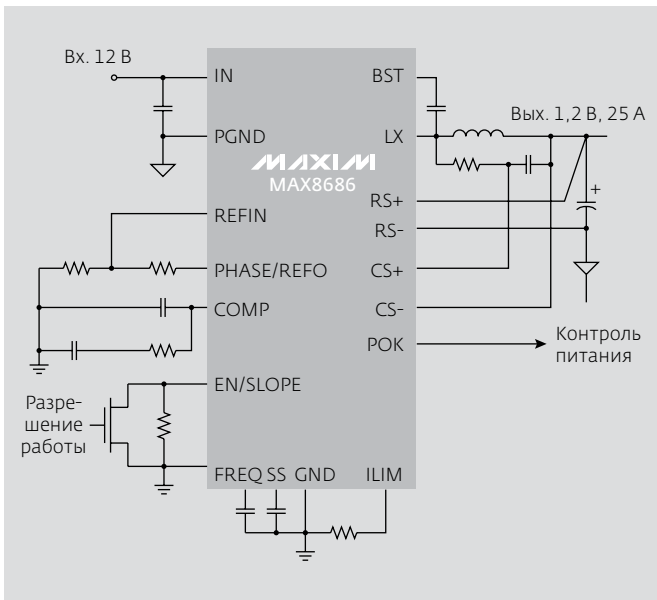 Вх. 12 В
IN
BST
Вых. 1,2 В, 25 А
PGND
LX
MAXIM
MAX8686
RS+
+
REFIN
RS-
PHASE/REFO
CS+
COMP
CS-
POK
Контроль
питания
EN/SLOPE
Разре-
шение
работы
FREQ SS GND ILIM